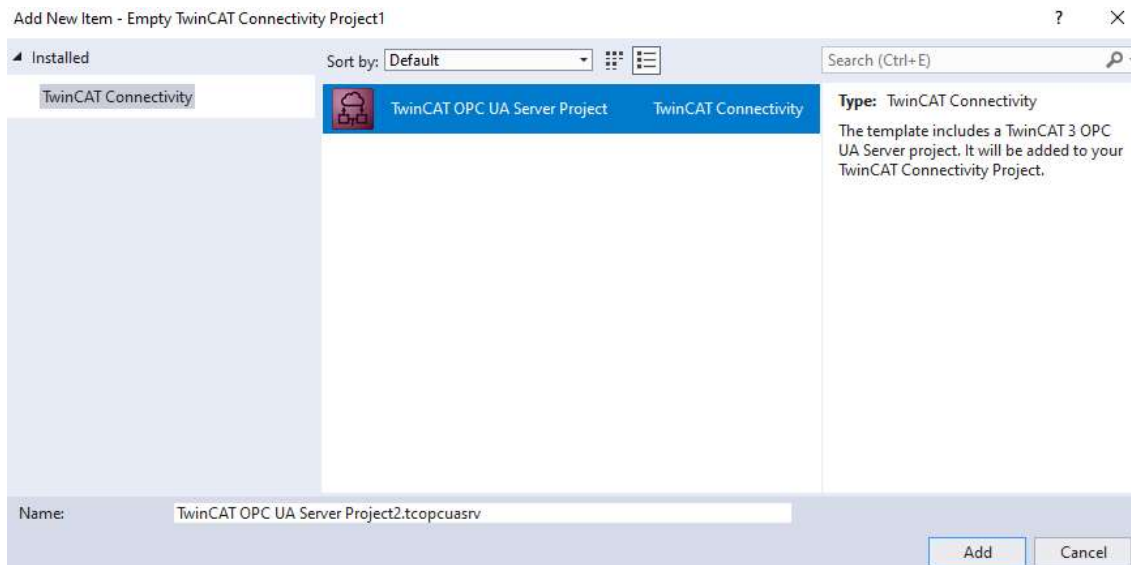 Add New Item - Empty TwinCAT Connectivity Project1
?
Installed
TwinCAT Connectivity
Sort by: Default
TwinCAT OPC UA Server Project TwinCAT Connectivity
Search (Ctrl+E)
Type: TwinCAT Connectivity
The template includes a TwinCAT 3 OPC
UA Server project. It will be added to your
TwinCAT Connectivity Project.
Name: TwinCAT OPC UA Server Project2.tcopcuasrv
Add Cancel